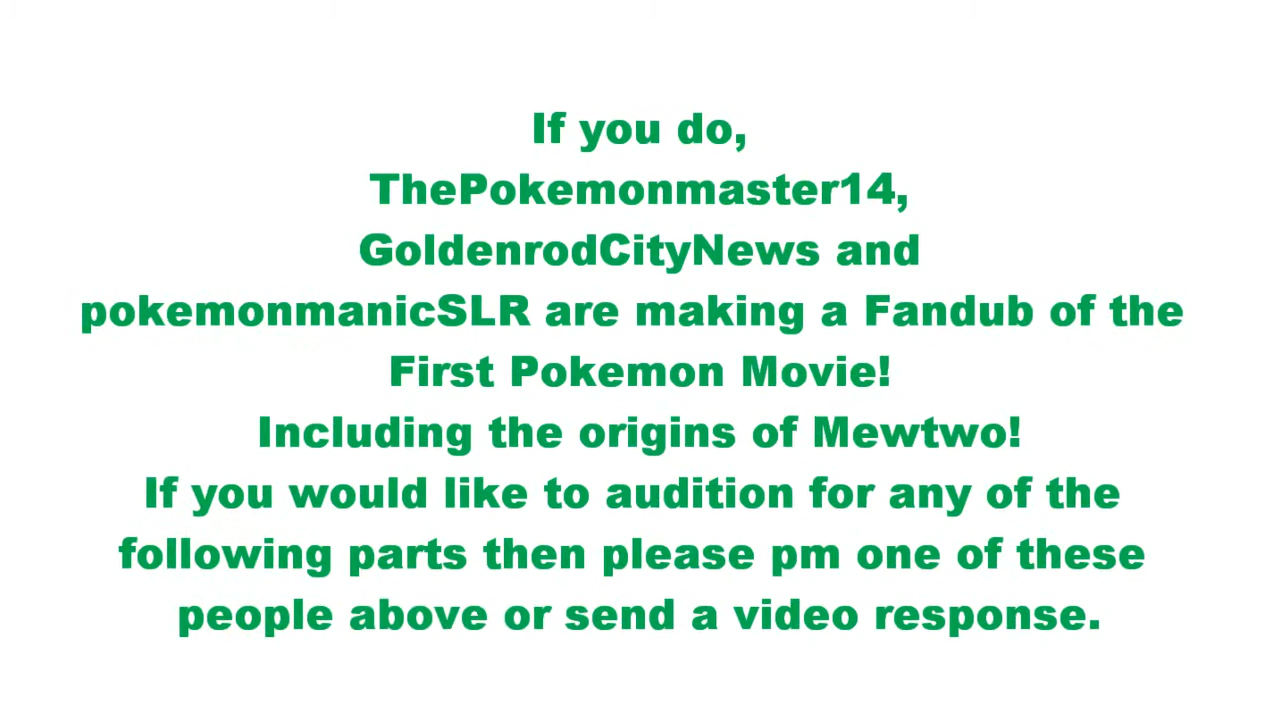 If you do,
ThePokemonmaster14,
GoldenrodCityNews and
pokemonmanicSLR are making a Fandub of the
First Pokemon Movie!
Including the origins of Mewtwo!
If you would like to audition for any of the
following parts then please pm one of these
people above or send a video response.